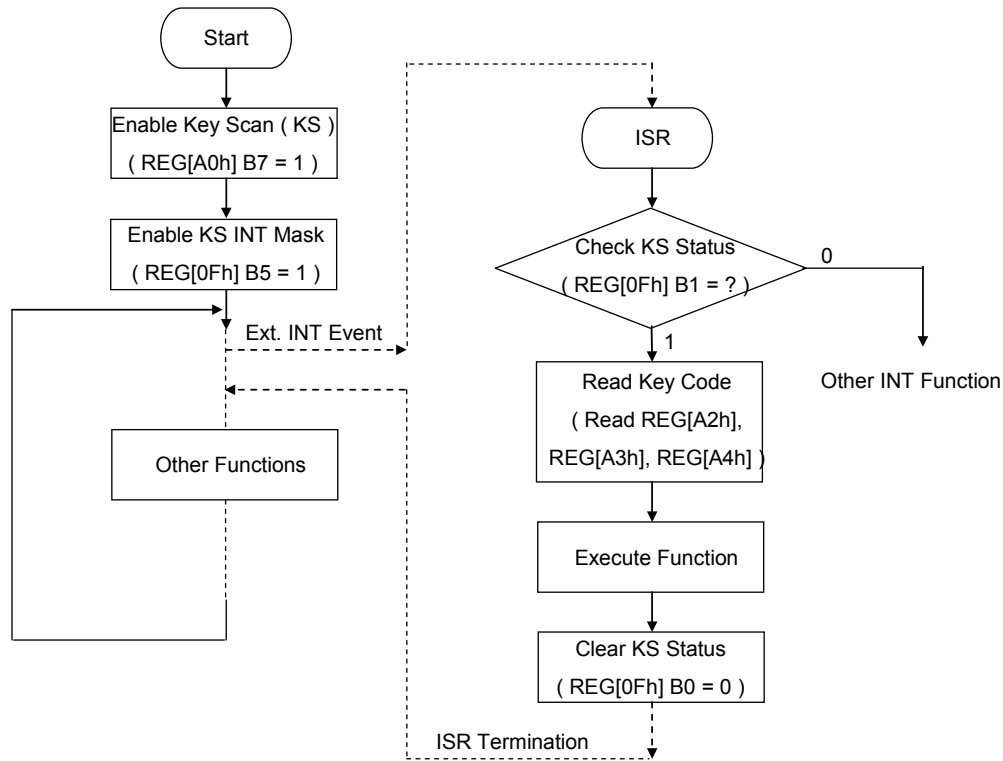 Start
Enable Key Scan ( KS )
( REG[A0h] B7 = 1 )
Enable KS INT Mask
( REG[0Fh] B5 = 1 )
Ext. INT Event
Other Functions
ISR
Check KS Status
( REG[0Fh] B1 = ? )
0
1
Other INT Function
Read Key Code
( Read REG[A2h],
REG[A3h], REG[A4h] )
Execute Function
Clear KS Status
( REG[0Fh] B0 = 0 )
ISR Termination